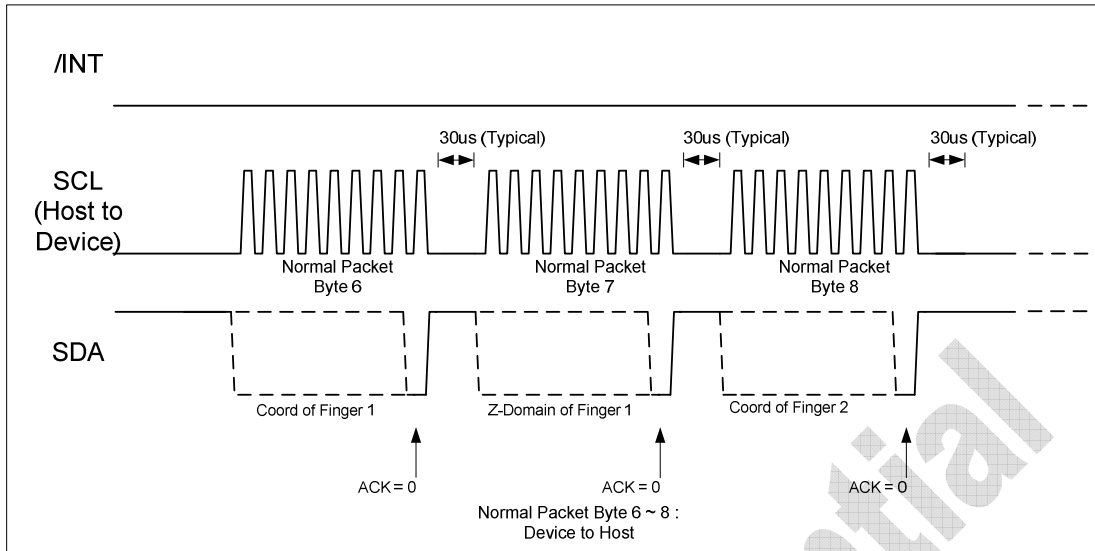 /INT
30us (Typical)
30us (Typical)
30us (Typical)
SCL
(Host to
Device)
Normal Packet
Byte 6
Normal Packet
Byte 7
Normal Packet
Byte 8
SDA
Coord of Finger 1
Z-Domain of Finger 1
Coord of Finger 2
ACK = 0
ACK = 0
ACK = 0
Normal Packet Byte 6 ~ 8 :
Device to Host
ntial